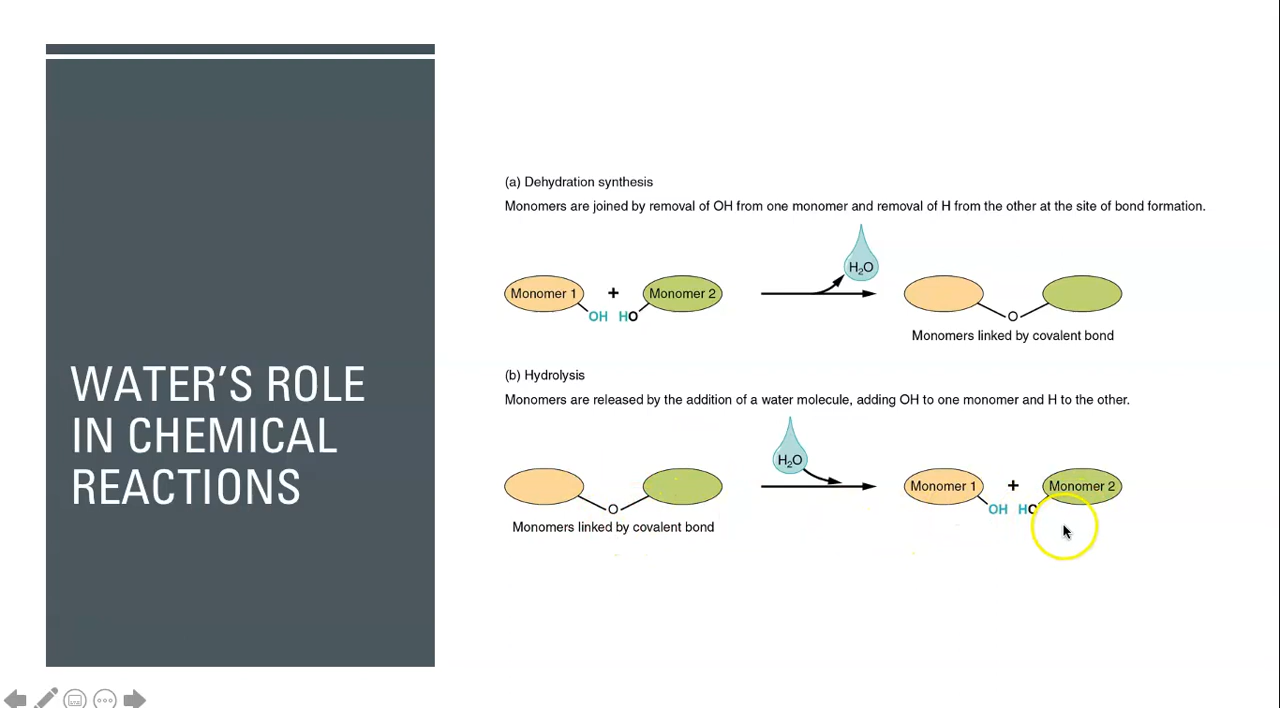 WATER'S ROLE
IN CHEMICAL
REACTIONS
(a) Dehydration synthesis
Monomers are joined by removal of OH from one monomer and removal of H from the other at the site of bond formation.
H₂O
Monomer 1 + Monomer 2
OH HO
O
Monomers linked by covalent bond
(b) Hydrolysis
Monomers are released by the addition of a water molecule, adding OH to one monomer and H to the other.
H₂O
Monomer 1 + Monomer 2
O
OH HO
Monomers linked by covalent bond